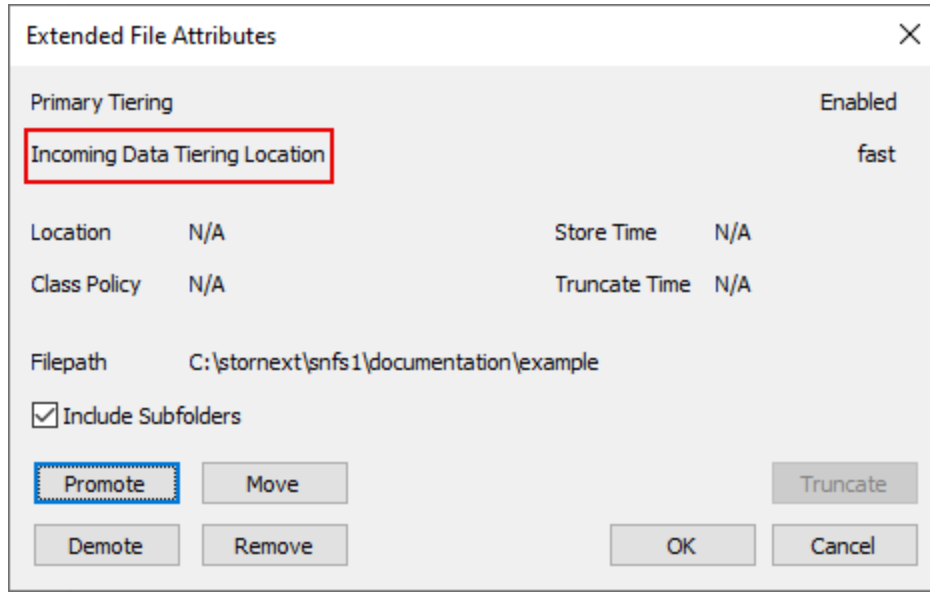 Extended File Attributes
Primary Tiering Enabled
Incoming Data Tiering Location fast
Location N/A Store Time N/A
Class Policy N/A Truncate Time N/A
Filepath C:\stornext\snfs1\documentation\example
Include Subfolders
Promote Move Truncate
Demote Remove OK Cancel